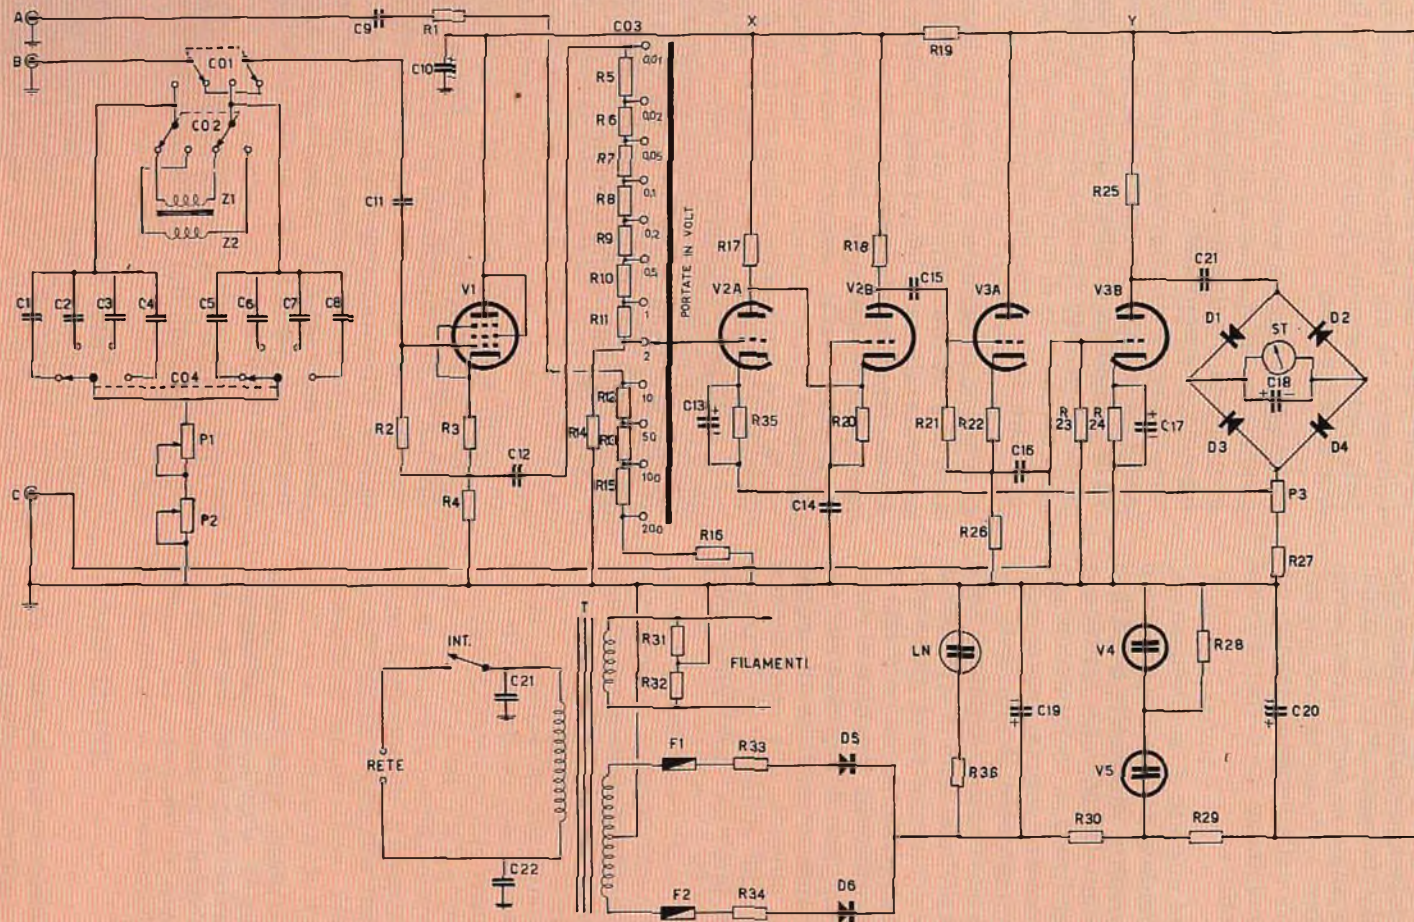 A
C9
R1
C03
X
Y
B
C01
C10
0,01
R19
R5
C02
R6
0,02
R7
0,05
C11
R8
0,1
R25
Z1
R9
0,2
Z2
R17
R18
R10
0,5
C15
C21
C1
C2
C3
C4
C5
C6
C7
C8
V1
R11
1
PORTATE IN VOLT
V2A
V2B
V3A
V3B
D1
ST
D2
2
C18
+
−
C04
R12
10
C13
+
−
R35
R20
R21
R22
R
23
R
24
+
−
C17
P1
R2
R3
R14
R13
50
D3
D4
C12
C16
R15
100
C
R4
C14
P3
P2
200
R26
R16
R27
T
INT.
R31
LN
V4
R28
FILAMENTI
C21
R32
−
C19
+
−
C20
+
RETE
F1
R33
D5
R36
V5
R30
R29
C22
F2
R34
D6